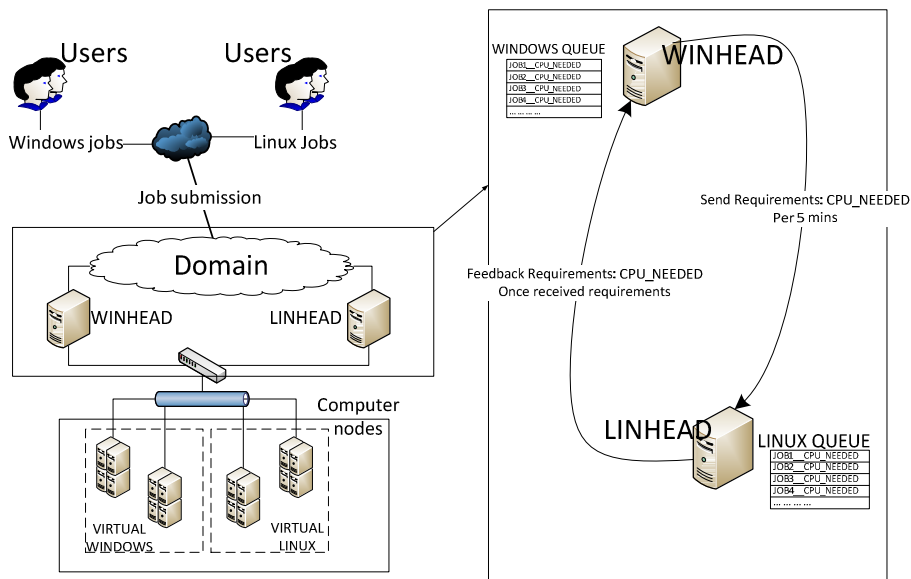 Users
Users
Windows jobs
Linux Jobs
Job submission
Domain
WINHEAD
LINHEAD
Computer
nodes
VIRTUAL
WINDOWS
VIRTUAL
LINUX
WINDOWS QUEUE
JOB1__CPU_NEEDED
JOB2__CPU_NEEDED
JOB3__CPU_NEEDED
JOB4__CPU_NEEDED
... ... ... ...
WINHEAD
Send Requirements: CPU_NEEDED
Per 5 mins
Feedback Requirements: CPU_NEEDED
Once received requirements
LINHEAD
LINUX QUEUE
JOB1__CPU_NEEDED
JOB2__CPU_NEEDED
JOB3__CPU_NEEDED
JOB4__CPU_NEEDED
... ... ... ...